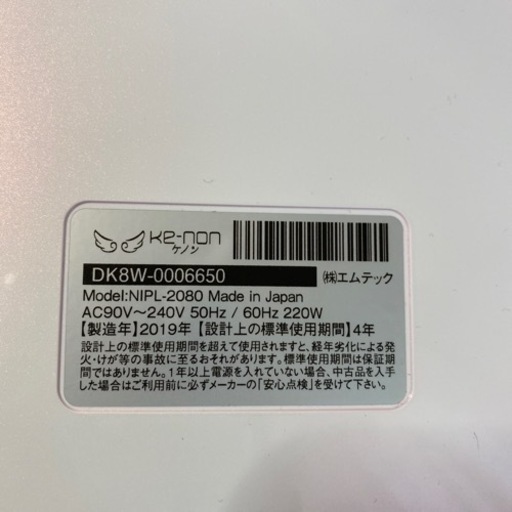 Ke-non
ケノン
DK8W-0006650
㈱エムテック
Model:NIPL-2080 Made in Japan
AC90V～240V 50Hz / 60Hz 220W
【製造年】2019年 【設計上の標準使用期間】4年
設計上の標準使用期間を超えて使用されますと、経年劣化による発
火・けが等の事故に至るおそれがあります。標準使用期間は保証期
間ではありません。1年以上電源を入れていない場合、中古品を入手
した場合はご利用前に必ずメーカーの「安心点検」を受けて下さい。